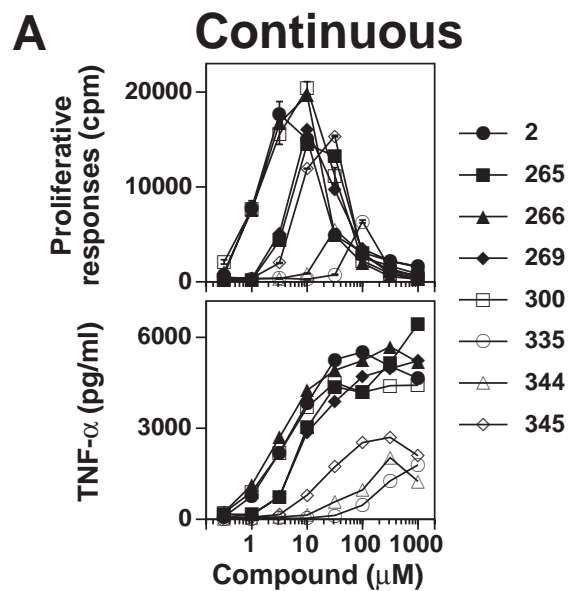 A
Continuous
Proliferative
responses (cpm)
20000
10000
0
2
265
266
269
300
335
344
345
TNF-α (pg/ml)
6000
3000
0
1 10 100 1000
Compound (μM)